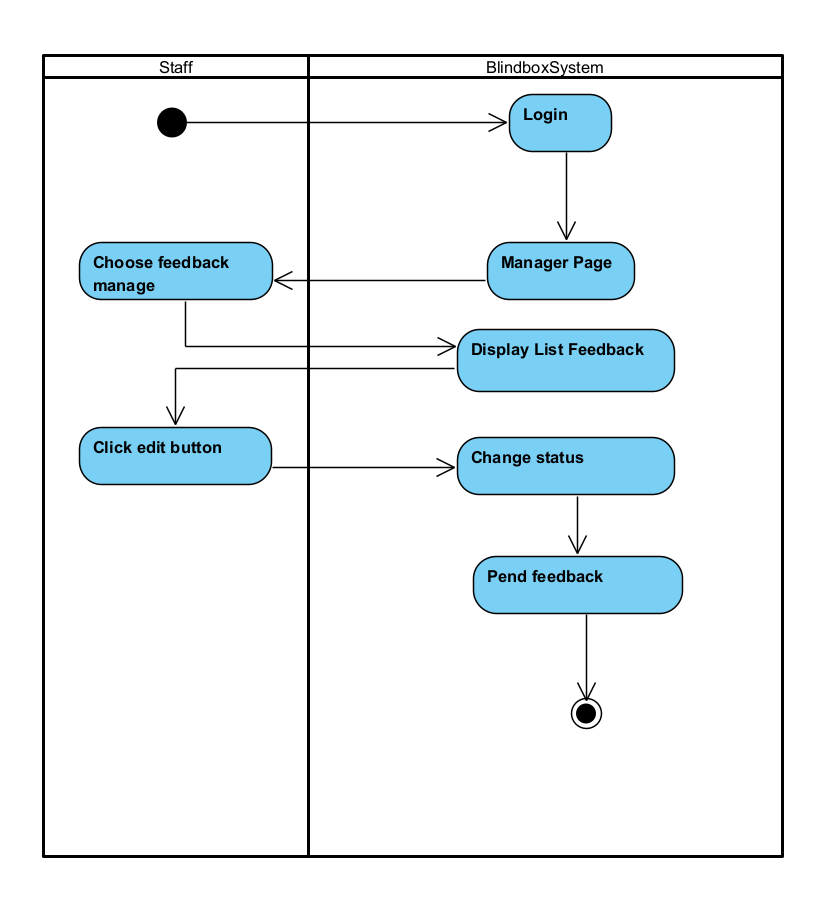 Staff
BlindboxSystem
Login
Choose feedback
manage
Manager Page
Display List Feedback
Click edit button
Change status
Pend feedback